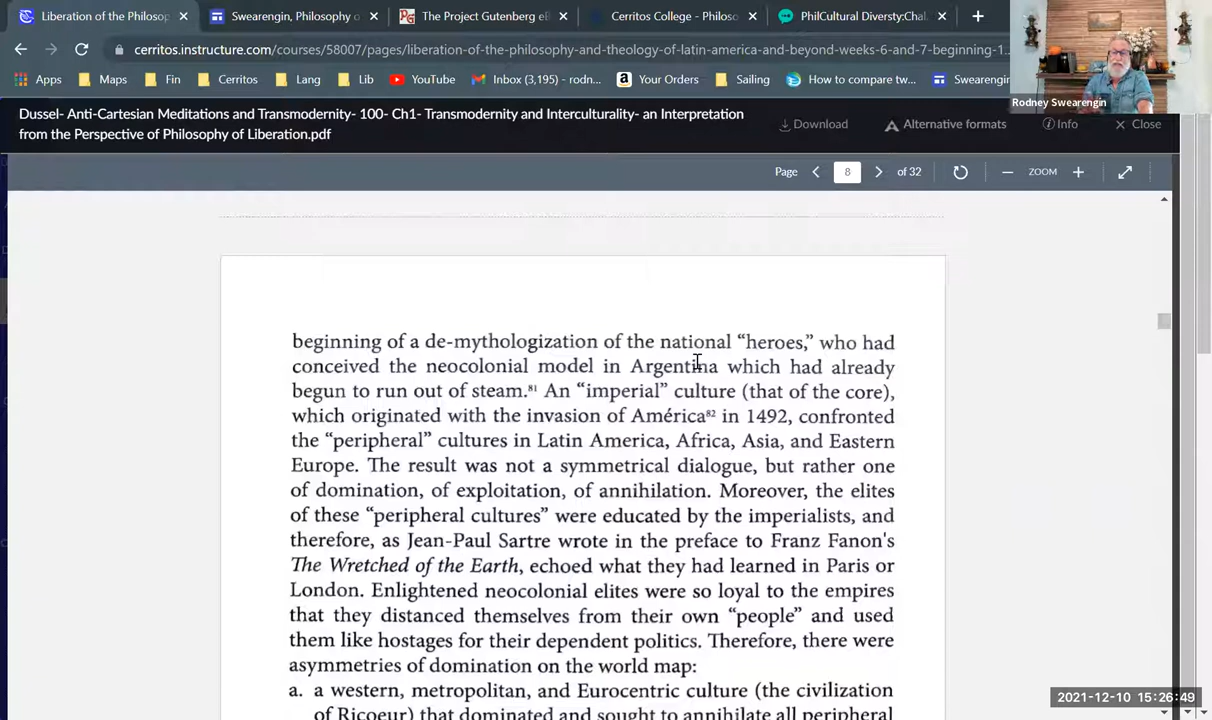 Liberation of the Philosop
Swearengin, Philosophy o
The Project Gutenberg eB
Cerritos College - Philoso
PhilCultural Diversty:Chal
cerritos.instructure.com/courses/58007/pages/liberation-of-the-philosophy-and-theology-of-latin-america-and-beyond-weeks-6-and-7-beginning-1...
Apps Maps Fin Cerritos Lang Lib YouTube Inbox (3,195) - rodn... Your Orders Sailing How to compare tw... Swearengin
Rodney Swearengin
Dussel- Anti-Cartesian Meditations and Transmodernity- 100- Ch1- Transmodernity and Interculturality- an Interpretation
from the Perspective of Philosophy of Liberation.pdf
Download Alternative formats Info Close
Page 8 of 32 ZOOM
beginning of a de-mythologization of the national “heroes,” who had
conceived the neocolonial model in Argentina which had already
begun to run out of steam.⁸¹ An “imperial” culture (that of the core),
which originated with the invasion of América⁸² in 1492, confronted
the “peripheral” cultures in Latin America, Africa, Asia, and Eastern
Europe. The result was not a symmetrical dialogue, but rather one
of domination, of exploitation, of annihilation. Moreover, the elites
of these “peripheral cultures” were educated by the imperialists, and
therefore, as Jean-Paul Sartre wrote in the preface to Franz Fanon's
The Wretched of the Earth, echoed what they had learned in Paris or
London. Enlightened neocolonial elites were so loyal to the empires
that they distanced themselves from their own “people” and used
them like hostages for their dependent politics. Therefore, there were
asymmetries of domination on the world map:
a. a western, metropolitan, and Eurocentric culture (the civilization
of Ricoeur) that dominated and sought to annihilate all peripheral
2021-12-10 15:26:49